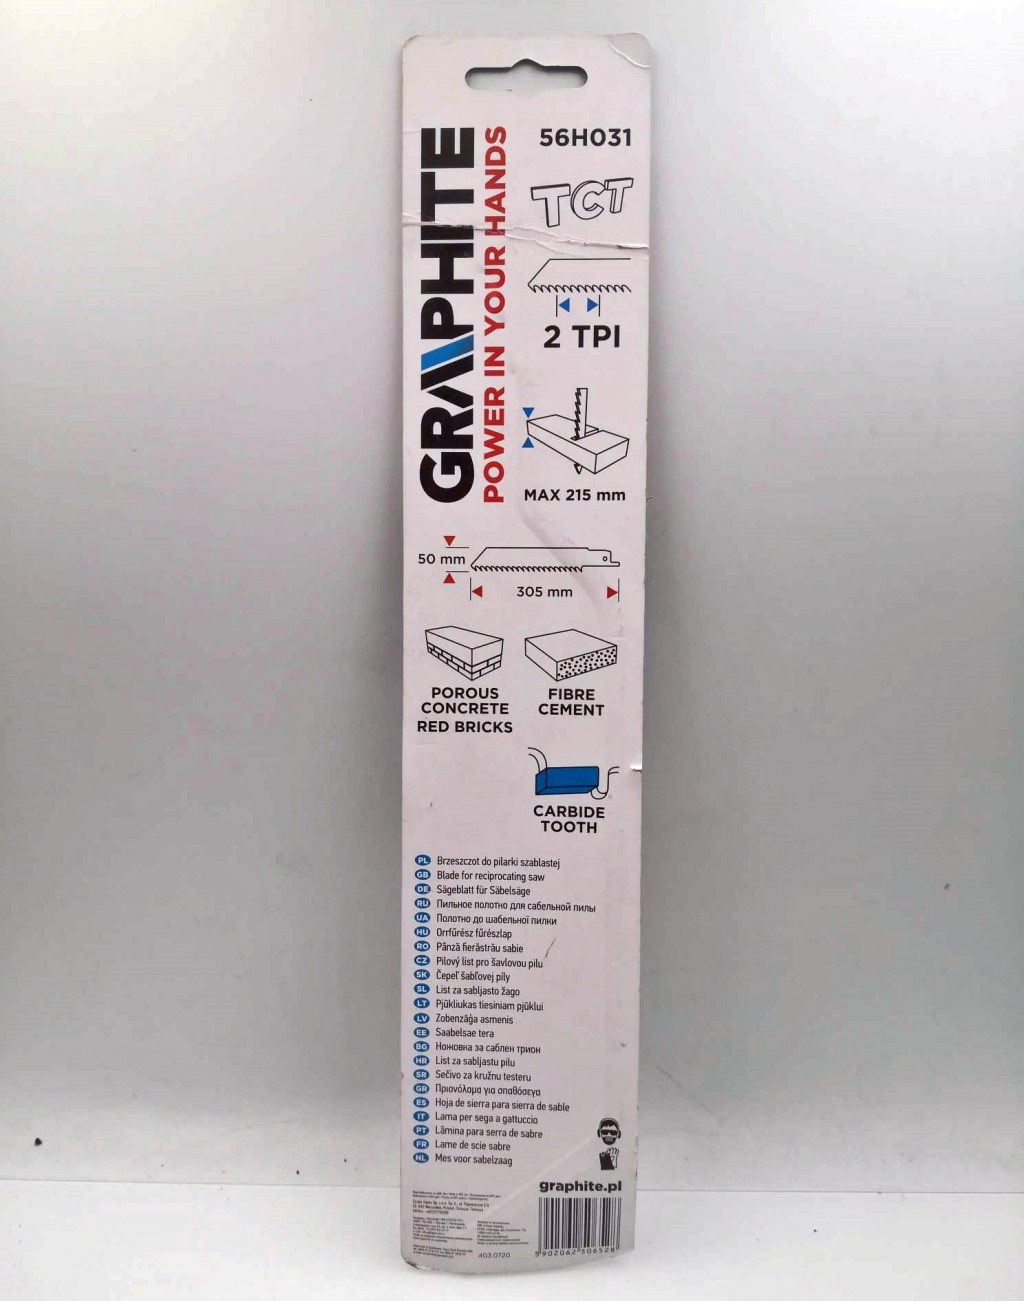 GRAPHITE
POWER IN YOUR HANDS
56H031
TCT
2 TPI
MAX 215 mm
50 mm
305 mm
POROUS
CONCRETE
RED BRICKS
FIBRE
CEMENT
CARBIDE
TOOTH
PL Brzeszczot do pilarki szablastej
GB Blade for reciprocating saw
DE Sägeblatt für Säbelsäge
RU Пильное полотно для сабельной пилы
UA Полотно до шабельної пилки
HU Orrfűrész fűrészlap
RO Pânză fierăstrău sabie
CZ Pilový list pro šavlovou pilu
SK Čepeľ šabľovej píly
SL List za sabljasto žago
LT Pjūkliukas tiesiniam pjūklui
LV Zobenzāģa asmenis
EE Saabelsae tera
BG Ножовка за саблен трион
HR List za sabljastu pilu
SR Sečivo za kružnu testeru
GR Πριονόλαμα για σπαθόσεγα
ES Hoja de sierra para sierra de sable
IT Lama per sega a gattuccio
PT Lâmina para serra de sabre
FR Lame de scie sabre
NL Mes voor sabelzaag
graphite.pl
403.0720
5902062506528